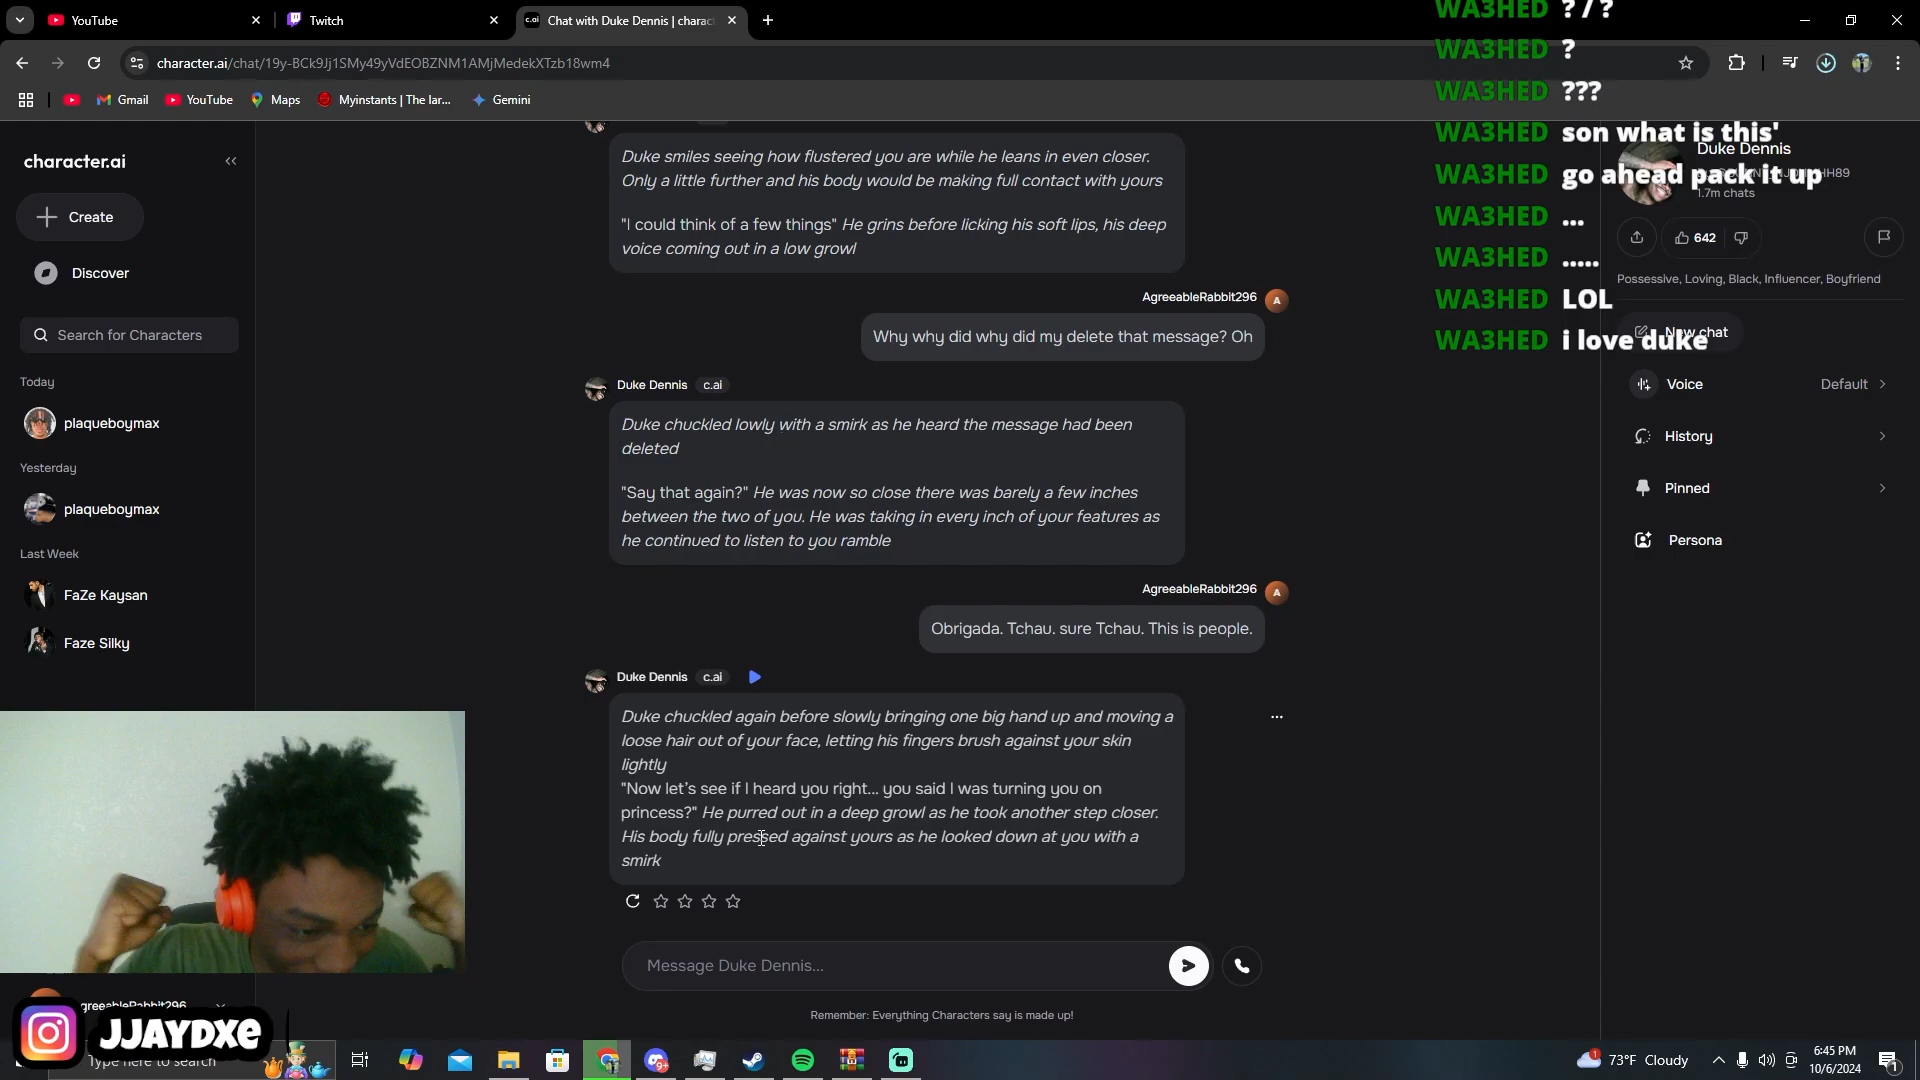 YouTube
Twitch
c.ai Chat with Duke Dennis | charac
character.ai/chat/19y-BCk9Jj1SMy49yVdEOBZNM1AMjMedekXTzb18wm4
Gmail
YouTube
Maps
Myinstants | The lar...
Gemini
WA3HED ? / ?
WA3HED ?
WA3HED ???
WA3HED son what is this'
WA3HED go ahead pack it up
WA3HED ...
WA3HED .....
WA3HED LOL
WA3HED i love duke
character.ai
Create
Discover
Search for Characters
Today
plaqueboymax
Yesterday
plaqueboymax
Last Week
FaZe Kaysan
Faze Silky
Duke smiles seeing how flustered you are while he leans in even closer.
Only a little further and his body would be making full contact with yours
"I could think of a few things" He grins before licking his soft lips, his deep
voice coming out in a low growl
AgreeableRabbit296
A
Why why did why did my delete that message? Oh
Duke Dennis c.ai
Duke chuckled lowly with a smirk as he heard the message had been
deleted
"Say that again?" He was now so close there was barely a few inches
between the two of you. He was taking in every inch of your features as
he continued to listen to you ramble
AgreeableRabbit296
A
Obrigada. Tchau. sure Tchau. This is people.
Duke Dennis c.ai
Duke chuckled again before slowly bringing one big hand up and moving a
loose hair out of your face, letting his fingers brush against your skin
lightly
"Now let's see if I heard you right... you said I was turning you on
princess?" He purred out in a deep growl as he took another step closer.
His body fully pressed against yours as he looked down at you with a
smirk
Message Duke Dennis...
Remember: Everything Characters say is made up!
Duke Dennis
1.7m chats
642
Possessive, Loving, Black, Influencer, Boyfriend
New chat
Voice Default
History
Pinned
Persona
JJAYDXE
Type here to search
9+
73°F Cloudy
6:45 PM
10/6/2024